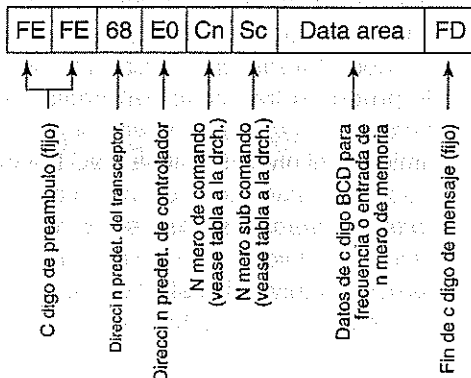 FE FE 68 E0 Cn Sc Data area FD
C digo de preambulo (fijo)
Direcci n predet. del transceptor.
Direcci n predet. de controlador
N mero de comando
(vease tabla a la drch.)
N mero sub comando
(vease tabla a la drch.)
Datos de c digo BCD para
frecuencia o entrada de
n mero de memoria
Fin de c digo de mensaje (fijo)